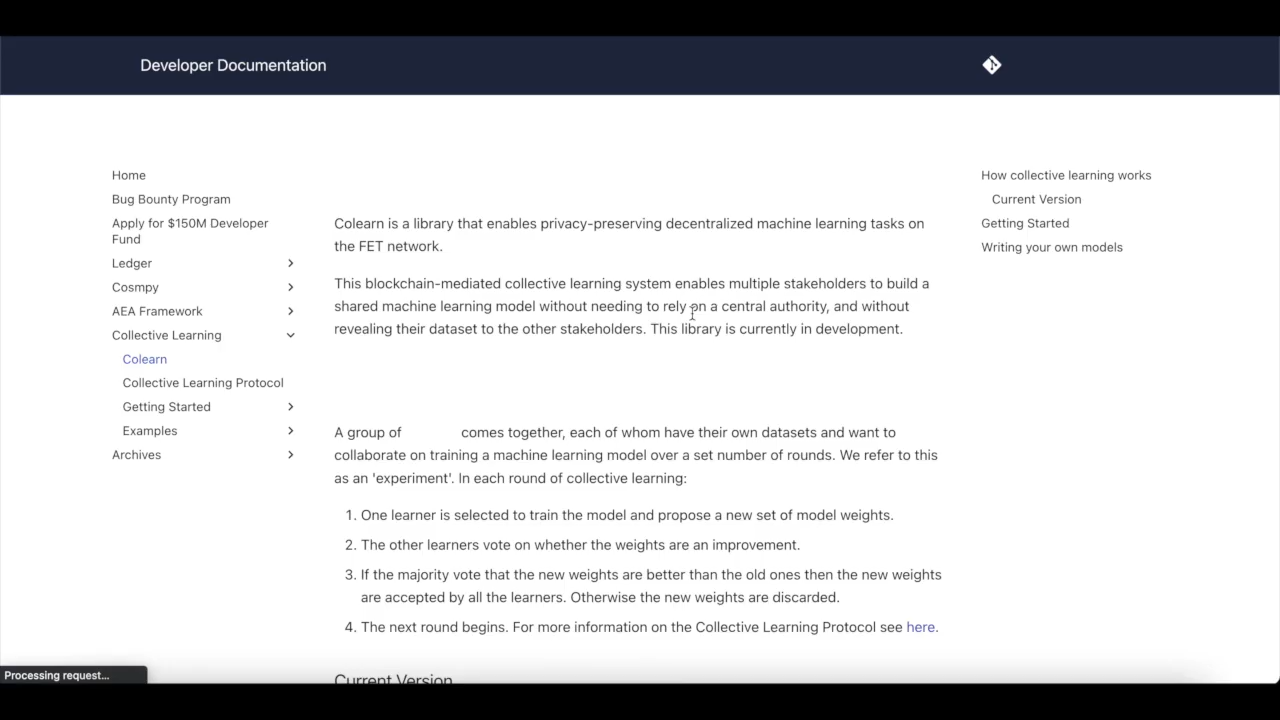 Developer Documentation
Home
Bug Bounty Program
Apply for $150M Developer
Fund
Ledger
Cosmpy
AEA Framework
Collective Learning
Colearn
Collective Learning Protocol
Getting Started
Examples
Archives
Colearn is a library that enables privacy-preserving decentralized machine learning tasks on
the FET network.
This blockchain-mediated collective learning system enables multiple stakeholders to build a
shared machine learning model without needing to rely on a central authority, and without
revealing their dataset to the other stakeholders. This library is currently in development.
A group of comes together, each of whom have their own datasets and want to
collaborate on training a machine learning model over a set number of rounds. We refer to this
as an 'experiment'. In each round of collective learning:
1. One learner is selected to train the model and propose a new set of model weights.
2. The other learners vote on whether the weights are an improvement.
3. If the majority vote that the new weights are better than the old ones then the new weights
are accepted by all the learners. Otherwise the new weights are discarded.
4. The next round begins. For more information on the Collective Learning Protocol see here.
Current Version
How collective learning works
Current Version
Getting Started
Writing your own models
Processing request...